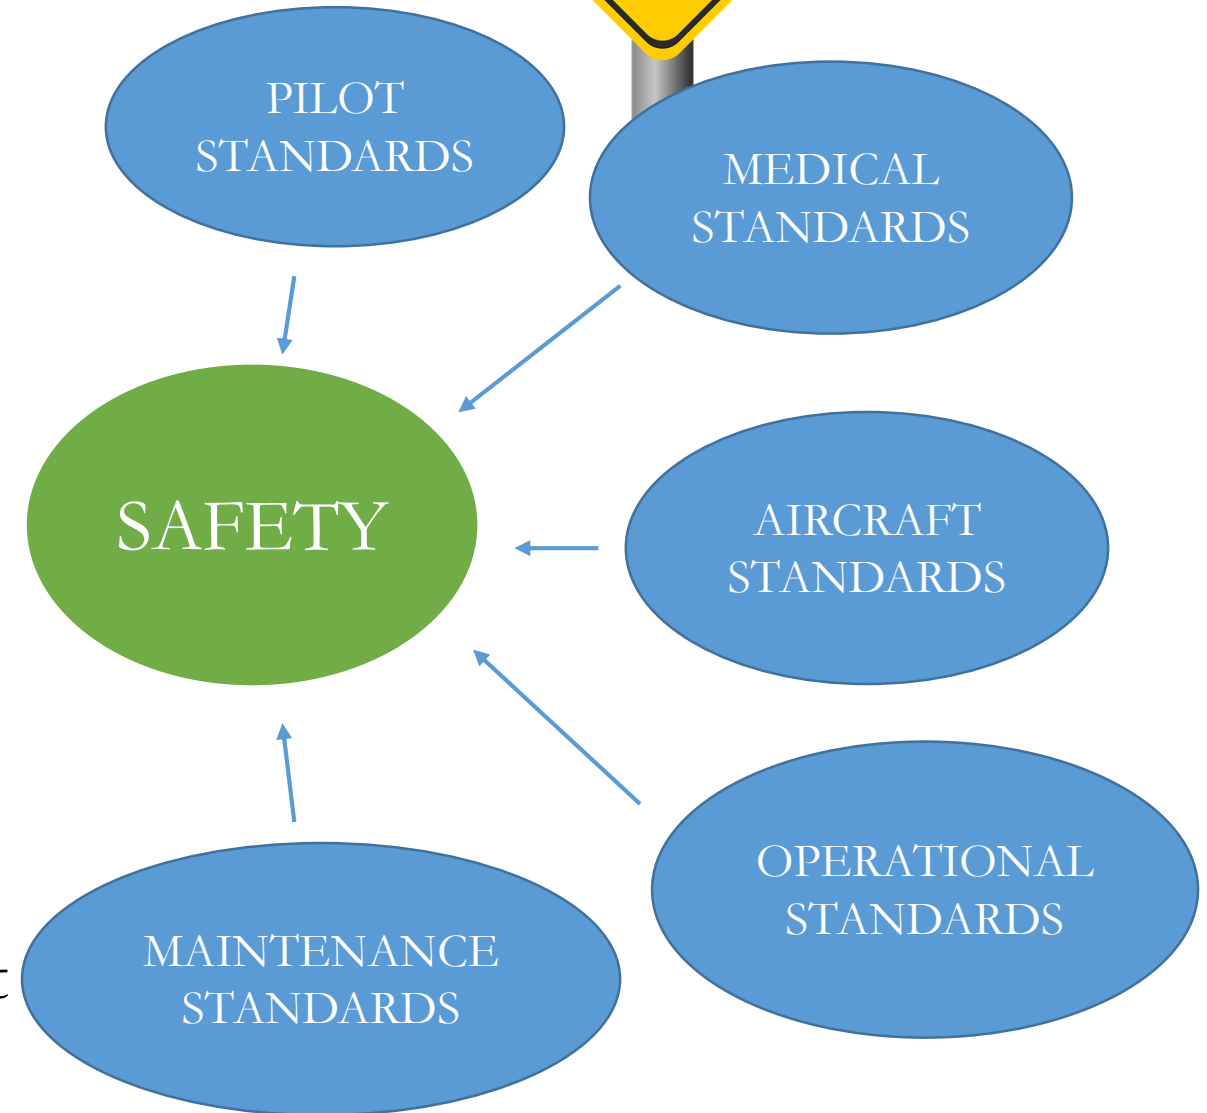 PILOT
STANDARDS
MEDICAL
STANDARDS
SAFETY
AIRCRAFT
STANDARDS
OPERATIONAL
STANDARDS
MAINTENANCE
STANDARDS